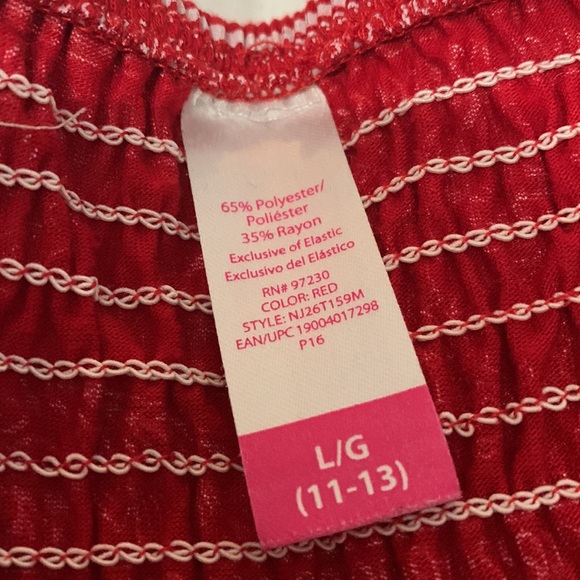 65% Polyester/
Poliéster
35% Rayon
Exclusive of Elastic
Exclusivo del Elástico
RN# 97230
COLOR: RED
STYLE: NJ26T159M
EAN/UPC 19004017298
P16
L/G
(11-13)